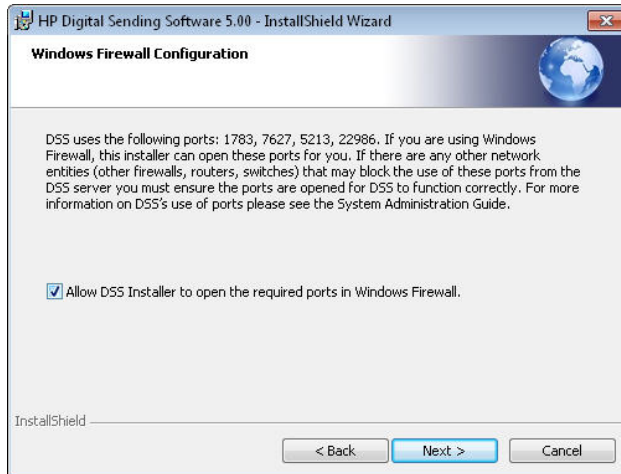 HP Digital Sending Software 5.00 - InstallShield Wizard
Windows Firewall Configuration
DSS uses the following ports: 1783, 7627, 5213, 22986. If you are using Windows
Firewall, this installer can open these ports for you. If there are any other network
entities (other firewalls, routers, switches) that may block the use of these ports from the
DSS server you must ensure the ports are opened for DSS to function correctly. For more
information on DSS's use of ports please see the System Administration Guide.
Allow DSS Installer to open the required ports in Windows Firewall.
InstallShield
< Back Next > Cancel